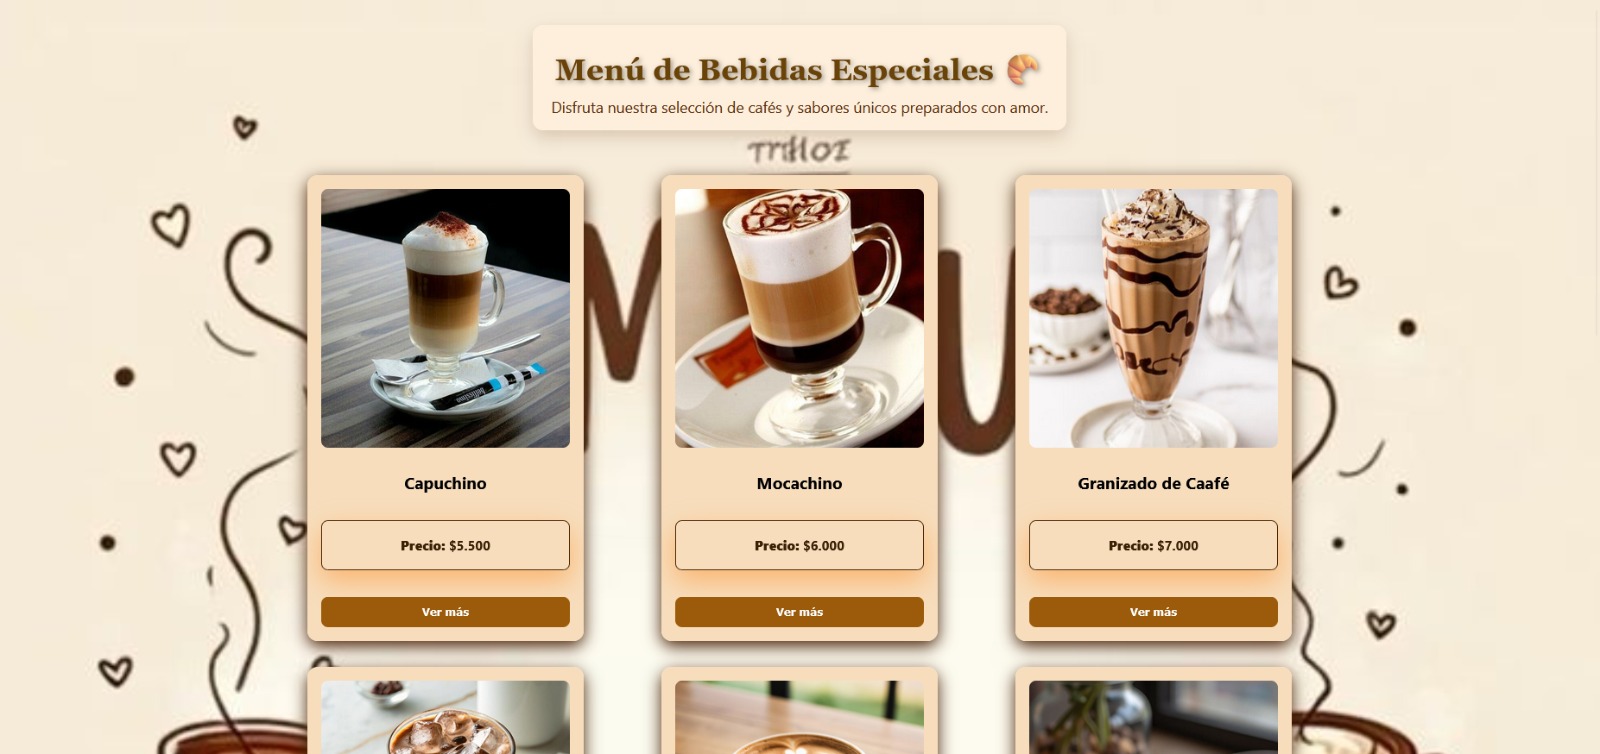 Menú de Bebidas Especiales 🥐
Disfruta nuestra selección de cafés y sabores únicos preparados con amor.
M U
Capuchino
Mocachino
Granizado de Caafé
Precio: $5.500
Precio: $6.000
Precio: $7.000
Ver más
Ver más
Ver más